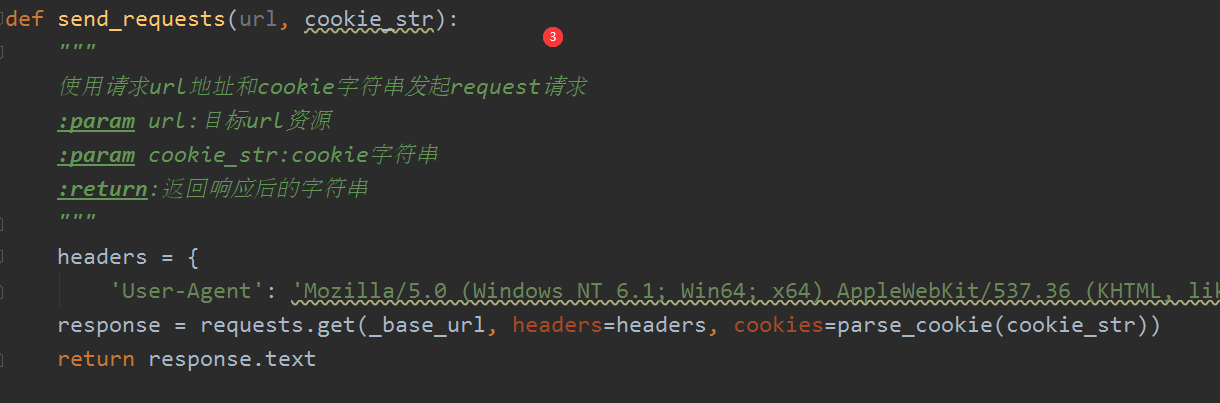 def send_requests(url, cookie_str):
3
"""
使用请求url地址和cookie字符串发起request请求
:param url:目标url资源
:param cookie_str:cookie字符串
:return:返回响应后的字符串
"""
headers = {
'User-Agent': 'Mozilla/5.0 (Windows NT 6.1; Win64; x64) AppleWebKit/537.36 (KHTML, lik
response = requests.get(_base_url, headers=headers, cookies=parse_cookie(cookie_str))
return response.text